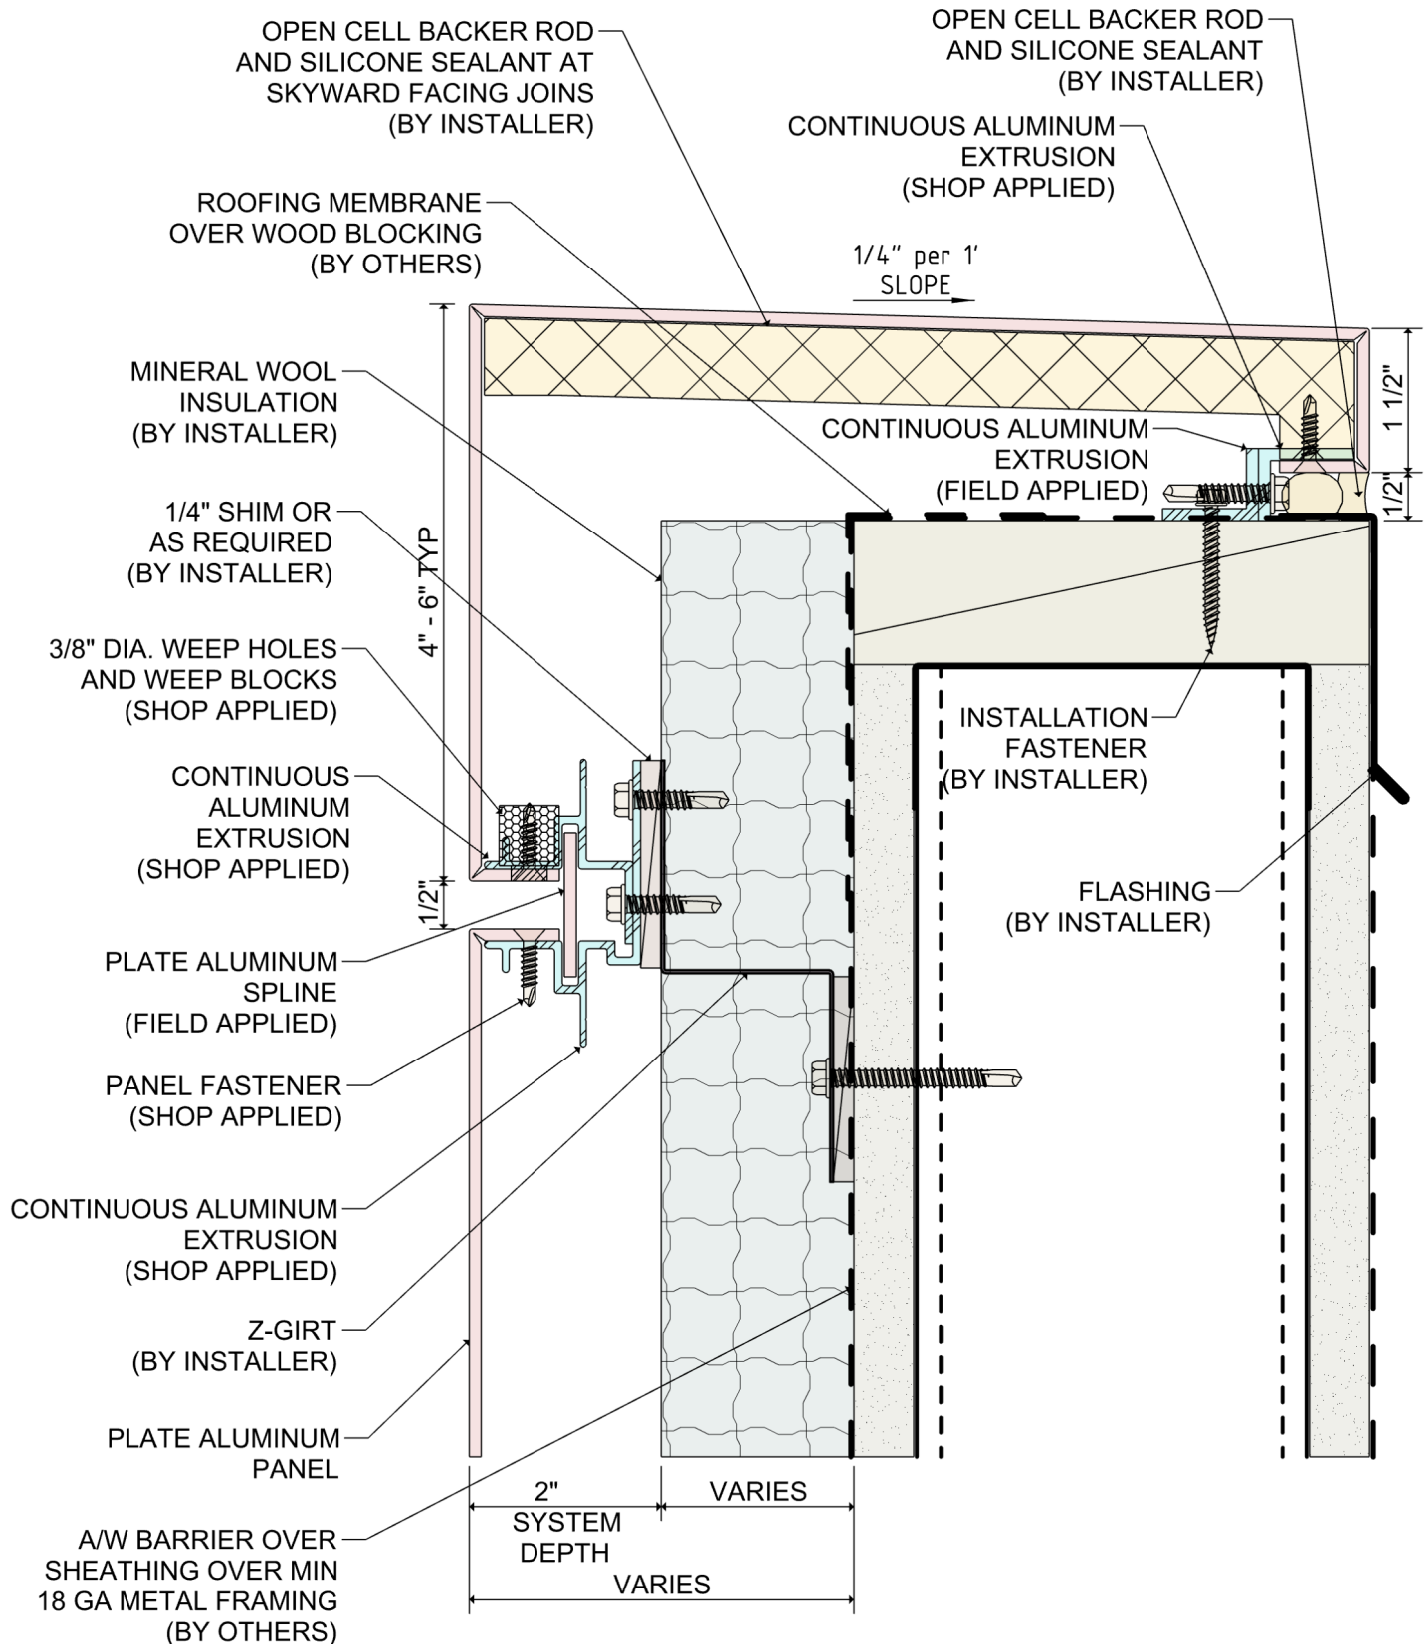 OPEN CELL BACKER ROD
AND SILICONE SEALANT AT
SKYWARD FACING JOINS
(BY INSTALLER)
OPEN CELL BACKER ROD
AND SILICONE SEALANT
(BY INSTALLER)
CONTINUOUS ALUMINUM
EXTRUSION
(SHOP APPLIED)
ROOFING MEMBRANE
OVER WOOD BLOCKING
(BY OTHERS)
1/4" per 1'
SLOPE
MINERAL WOOL
INSULATION
(BY INSTALLER)
1 1/2"
CONTINUOUS ALUMINUM
EXTRUSION
(FIELD APPLIED)
1/2"
1/4" SHIM OR
AS REQUIRED
(BY INSTALLER)
4" - 6" TYP
3/8" DIA. WEEP HOLES
AND WEEP BLOCKS
(SHOP APPLIED)
INSTALLATION
FASTENER
(BY INSTALLER)
CONTINUOUS
ALUMINUM
EXTRUSION
(SHOP APPLIED)
1/2"
FLASHING
(BY INSTALLER)
PLATE ALUMINUM
SPLINE
(FIELD APPLIED)
PANEL FASTENER
(SHOP APPLIED)
CONTINUOUS ALUMINUM
EXTRUSION
(SHOP APPLIED)
Z-GIRT
(BY INSTALLER)
PLATE ALUMINUM
PANEL
2"
SYSTEM
DEPTH
VARIES
A/W BARRIER OVER
SHEATHING OVER MIN
18 GA METAL FRAMING
(BY OTHERS)
VARIES